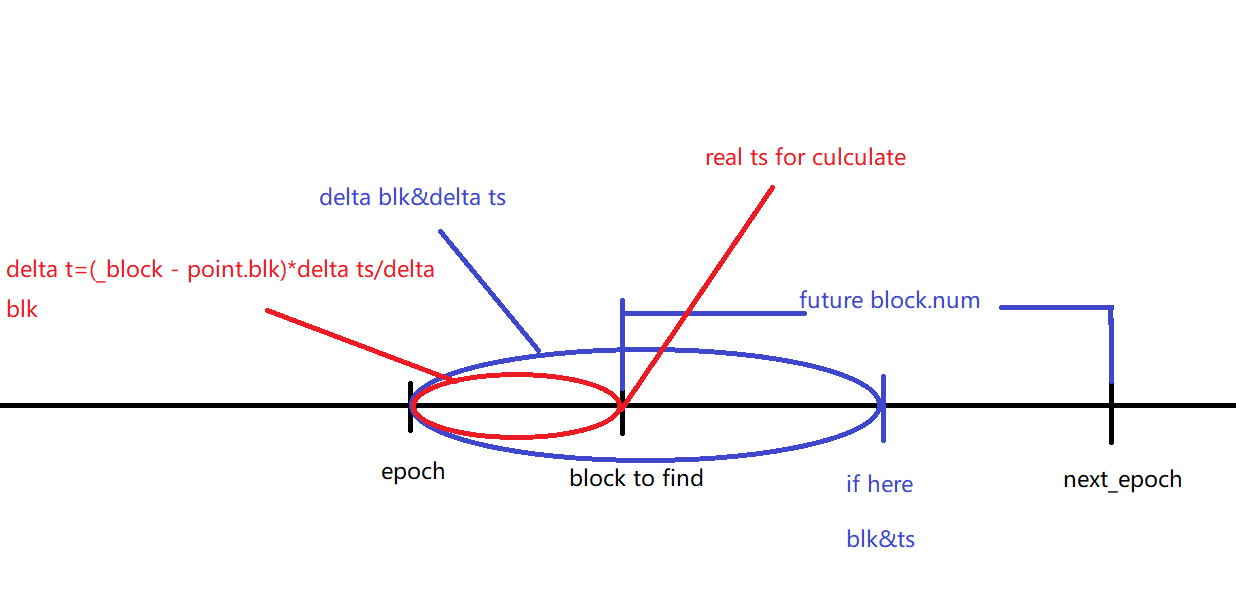 real ts for culculate
delta blk&delta ts
delta t=(_block - point.blk)*delta ts/delta
blk
future block.num
epoch
block to find
if here
next_epoch
blk&ts